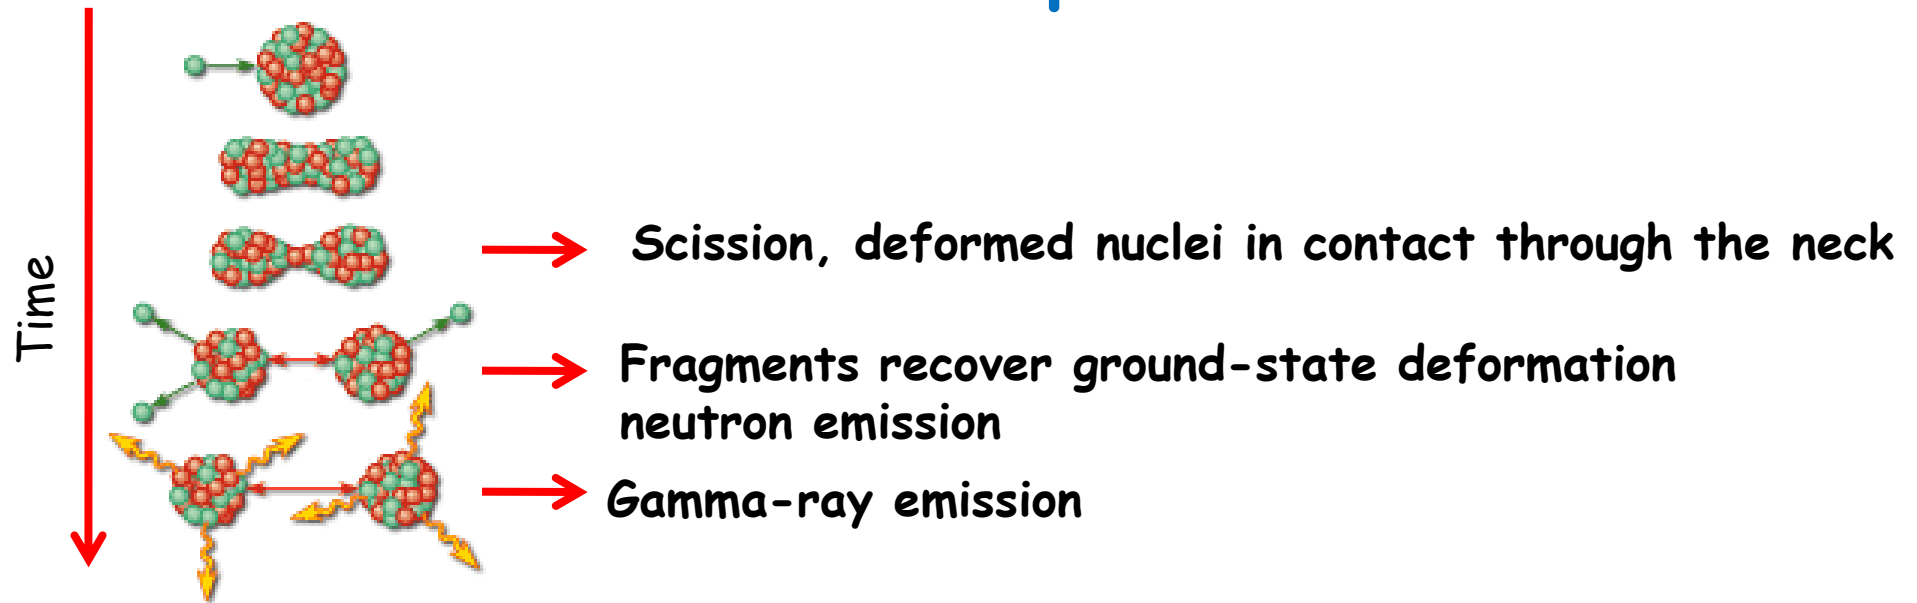 Time
Scission, deformed nuclei in contact through the neck
Fragments recover ground-state deformation
neutron emission
Gamma-ray emission